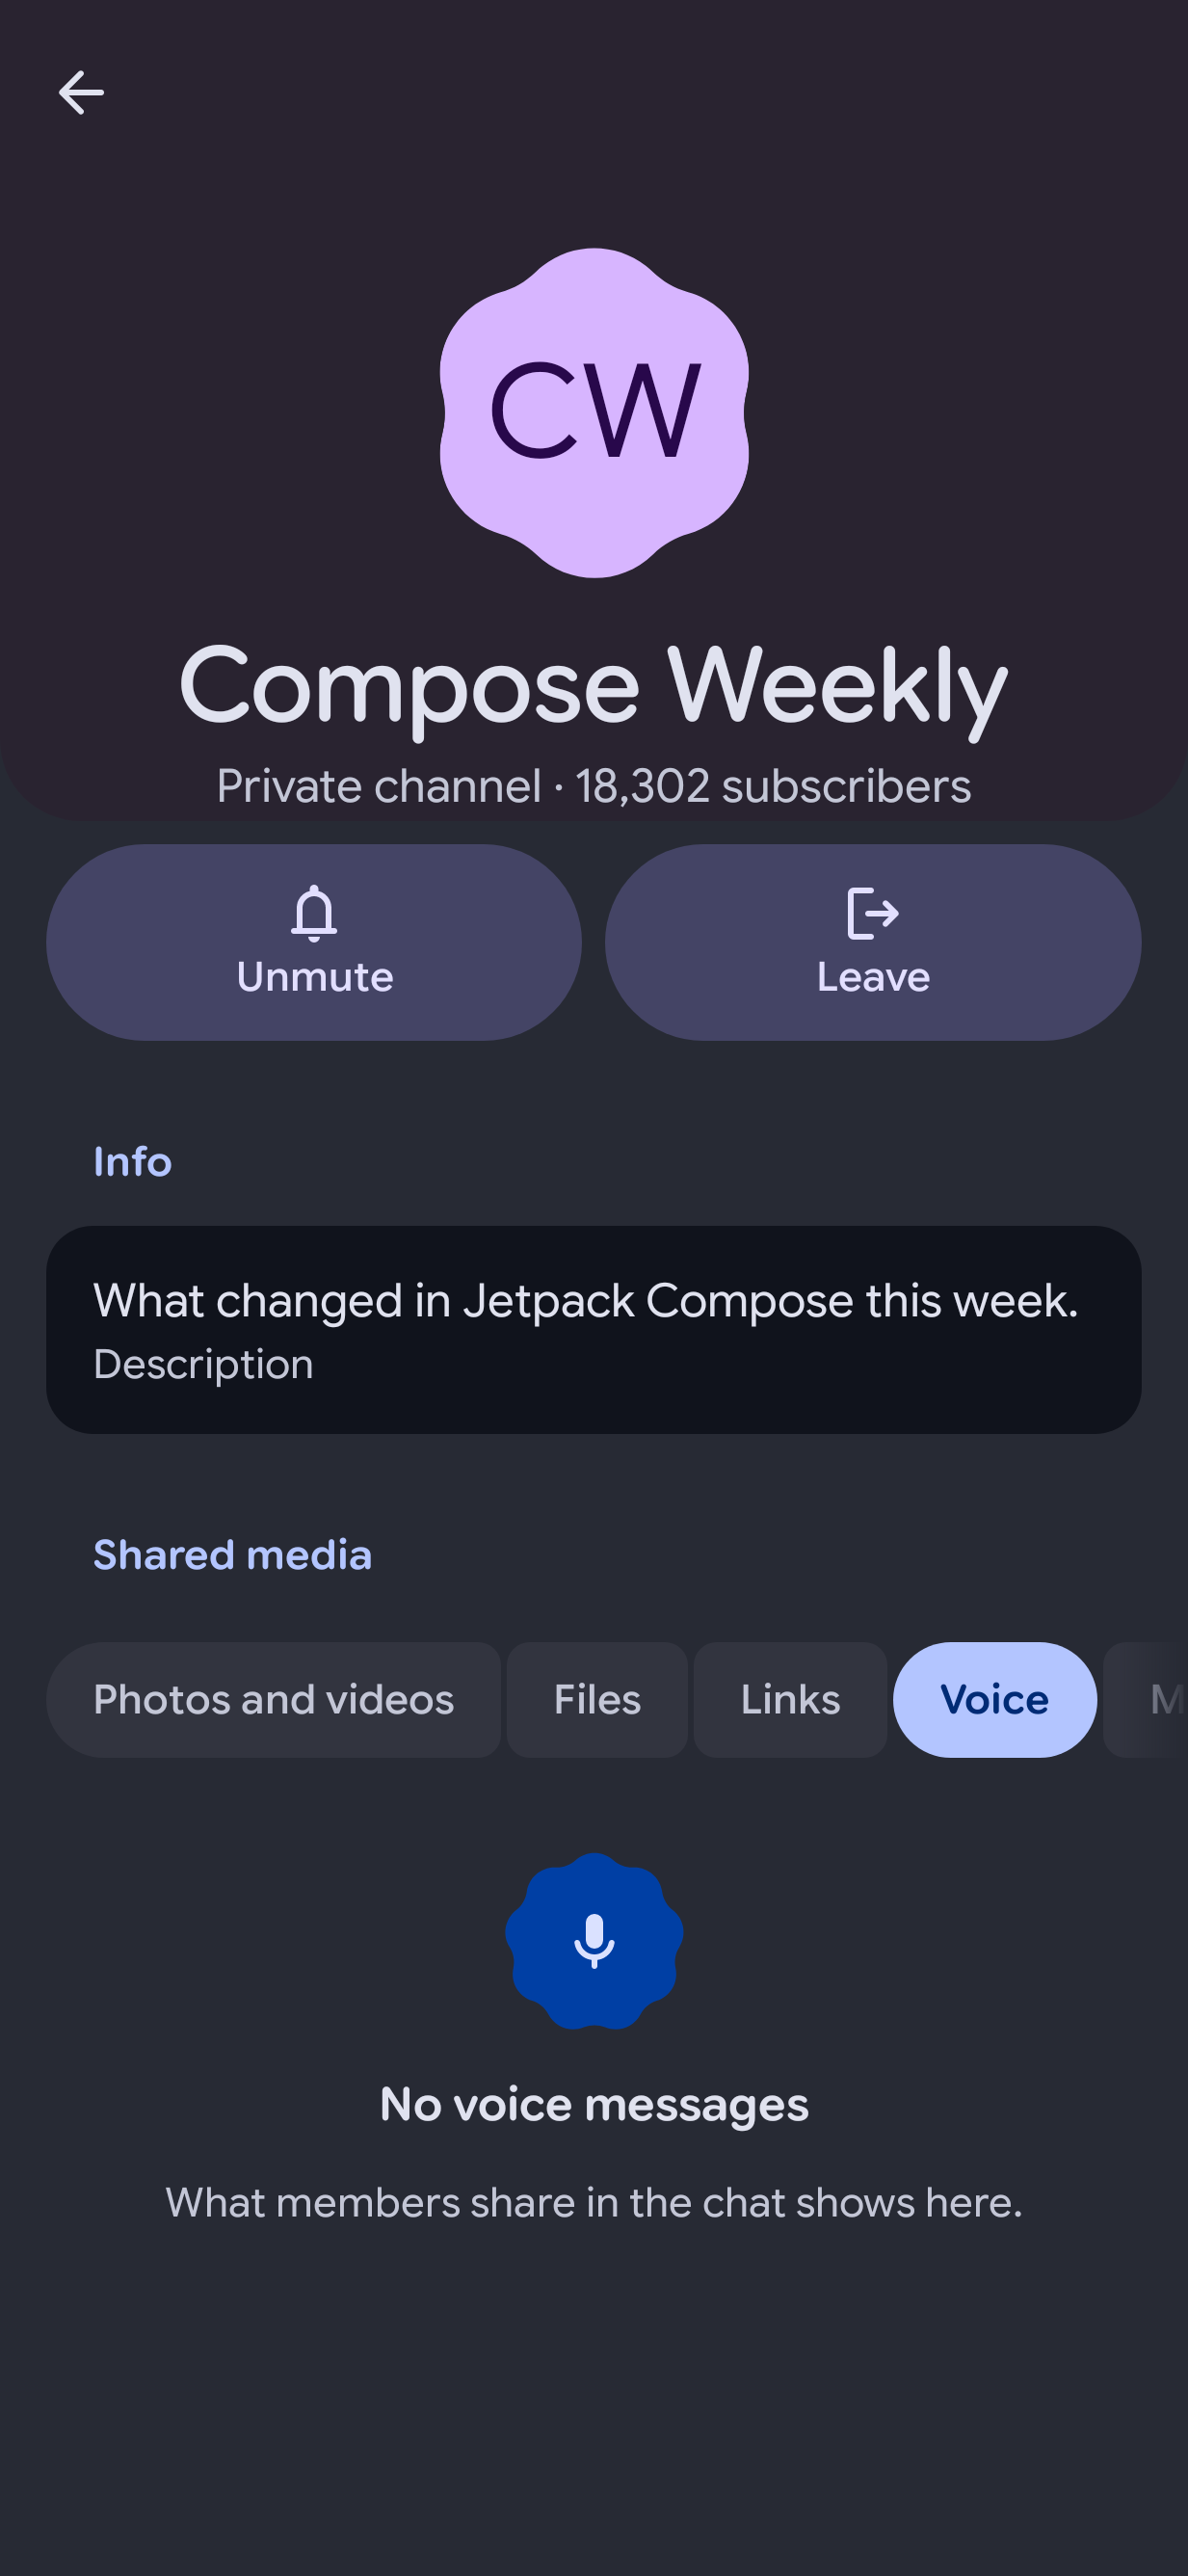 CW
Compose Weekly
Private channel · 18,302 subscribers
Unmute
Leave
Info
What changed in Jetpack Compose this week.
Description
Shared media
Photos and videos
Files
Links
Voice
No voice messages
What members share in the chat shows here.